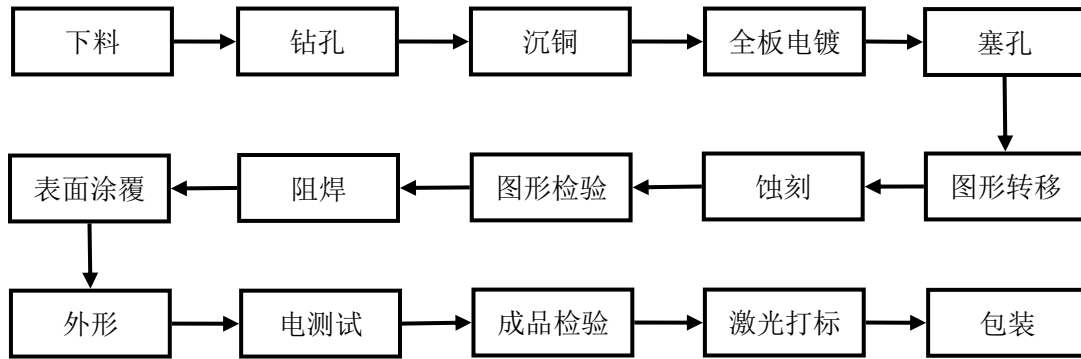 下料 钻孔 沉铜 全板电镀 塞孔
表面涂覆 阻焊 图形检验 蚀刻 图形转移
外形 电测试 成品检验 激光打标 包装